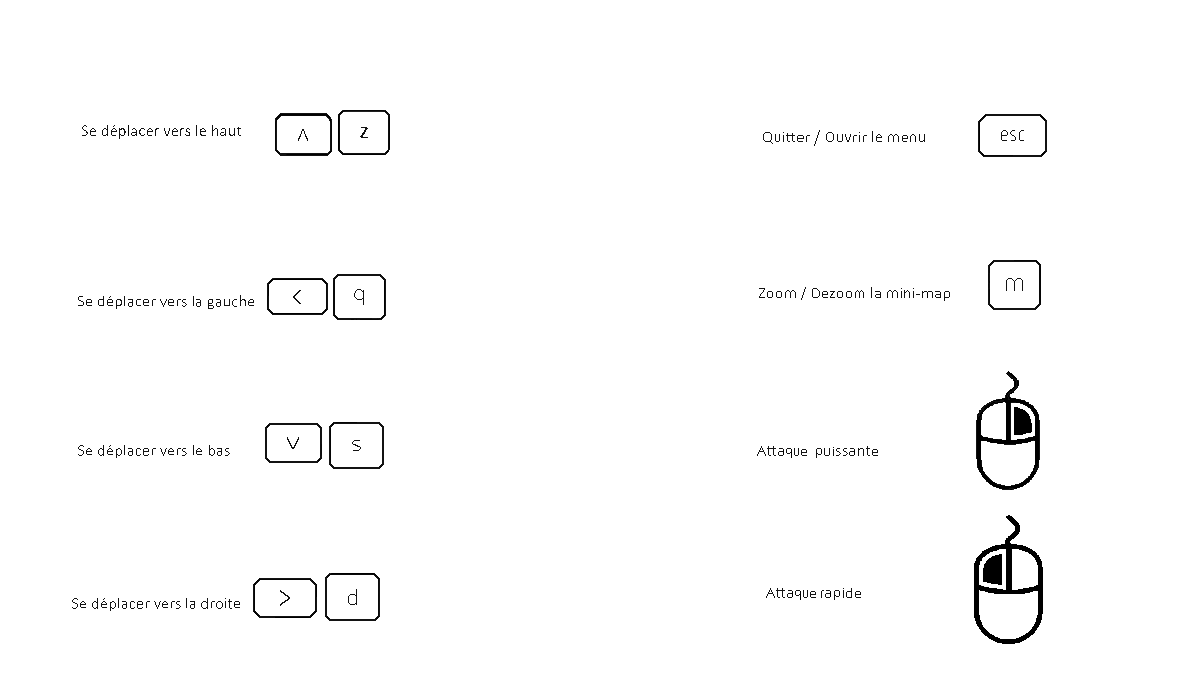 Se déplacer vers le haut ʌ z
Se déplacer vers la gauche < q
Se déplacer vers le bas v s
Se déplacer vers la droite > d
Quitter / Ouvrir le menu esc
Zoom / Dezoom la mini-map m
Attaque puissante
Attaque rapide